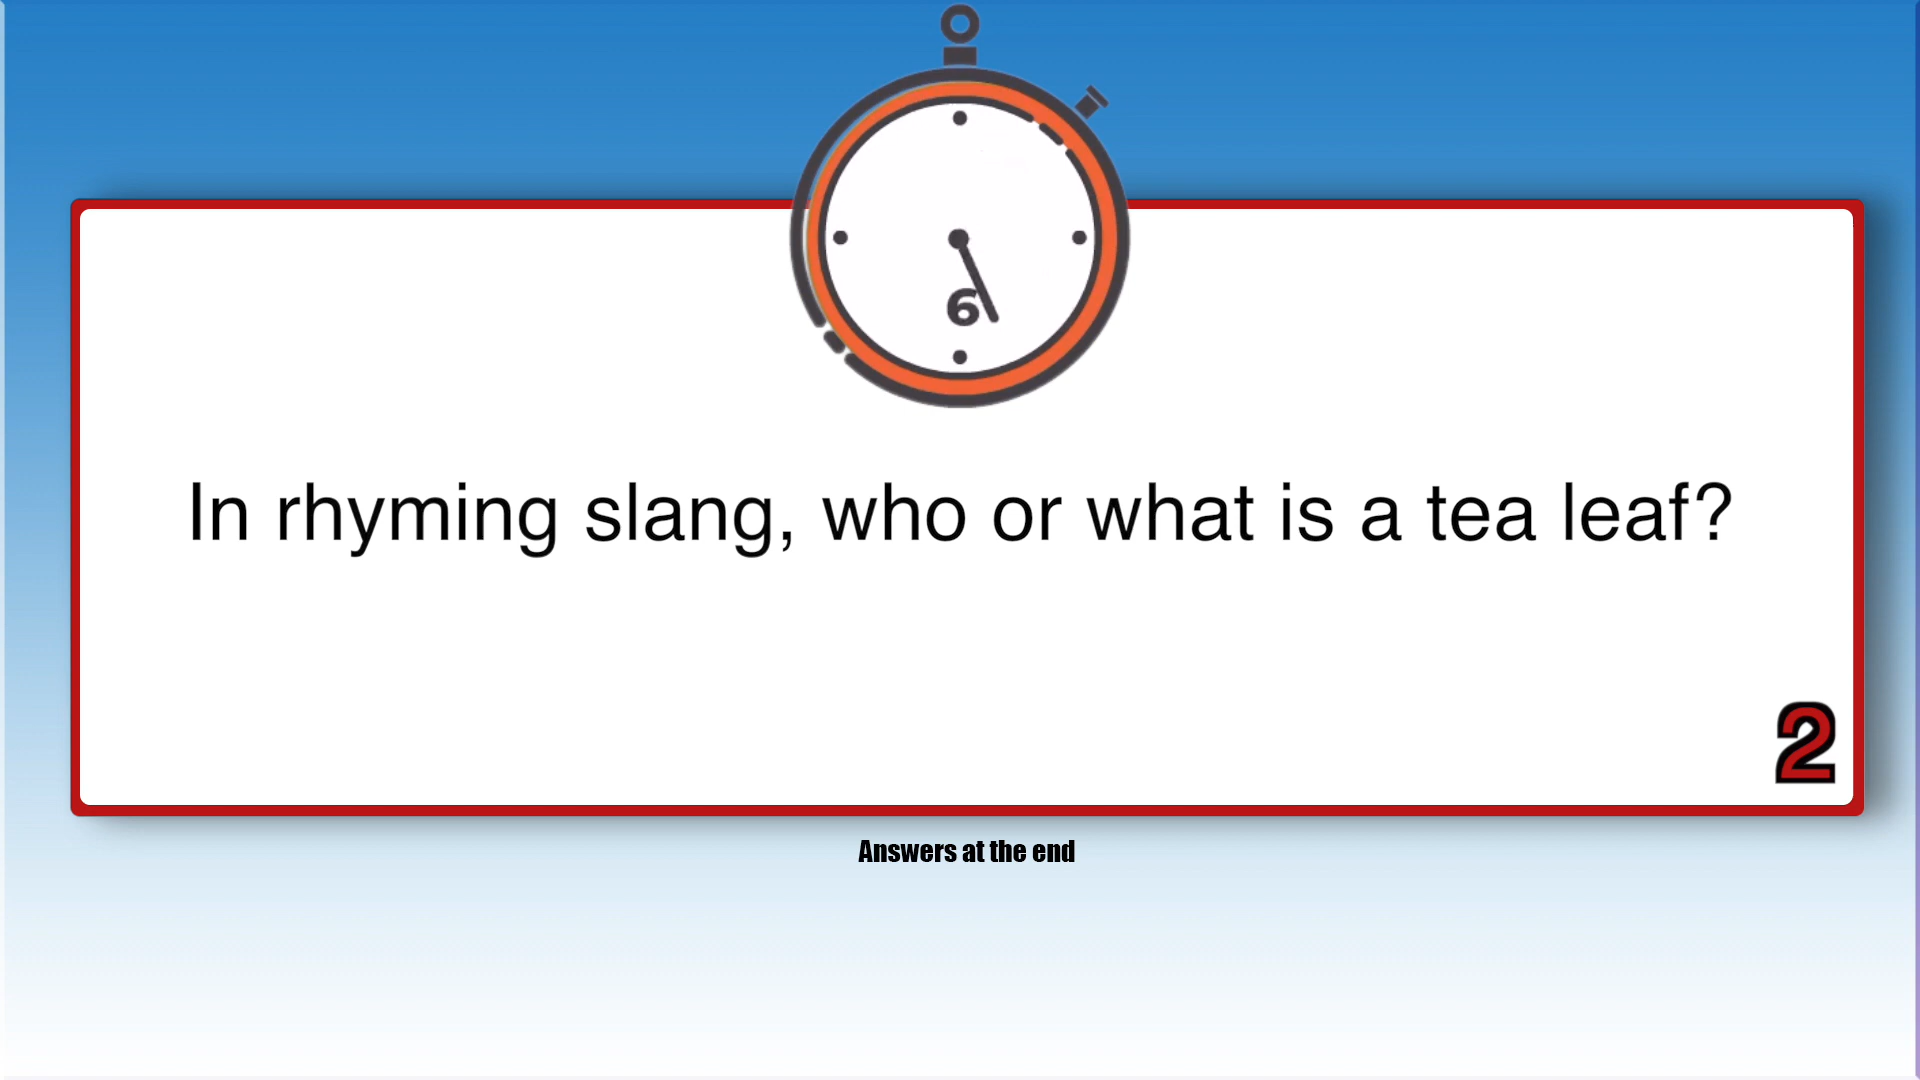 6
In rhyming slang, who or what is a tea leaf?
2
Answers at the end